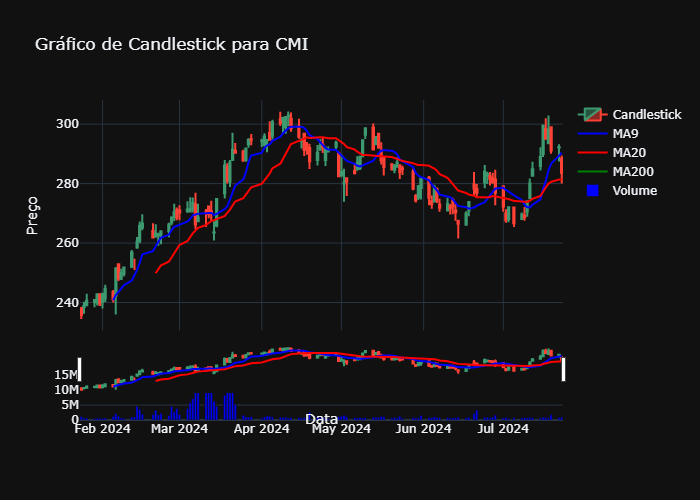 Gráfico de Candlestick para CMI
Candlestick
MA9
MA20
MA200
Volume
Preço
300
280
260
240
15M
10M
5M
0
Data
Feb 2024
Mar 2024
Apr 2024
May 2024
Jun 2024
Jul 2024